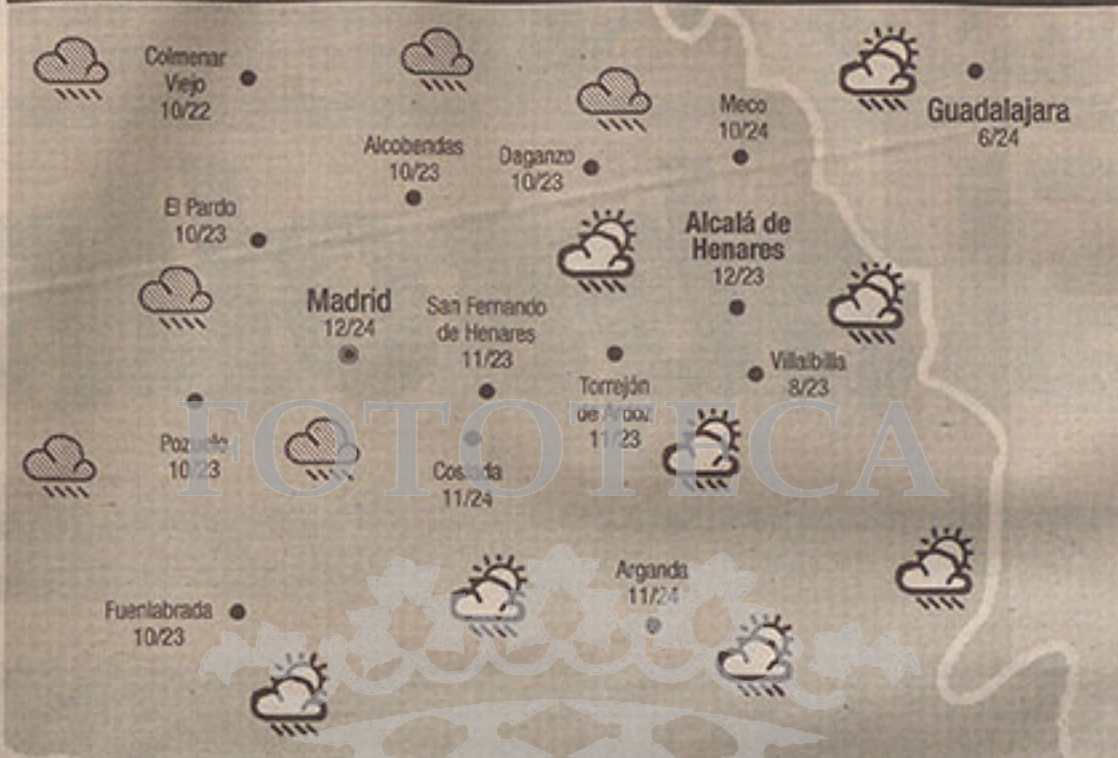 Colmenar
Viejo
10/22
Guadalajara
6/24
Meco
10/24
Alcobendas
10/23
Daganzo
10/23
El Pardo
10/23
Alcalá de
Henares
12/23
Madrid
12/24
San Fernando
de Henares
11/23
Villalbilla
8/23
Torrejón
de Ardoz
11/23
Pozuelo
10/23
Coslada
11/24
FOTOTECA
Arganda
11/24
Fuenlabrada
10/23